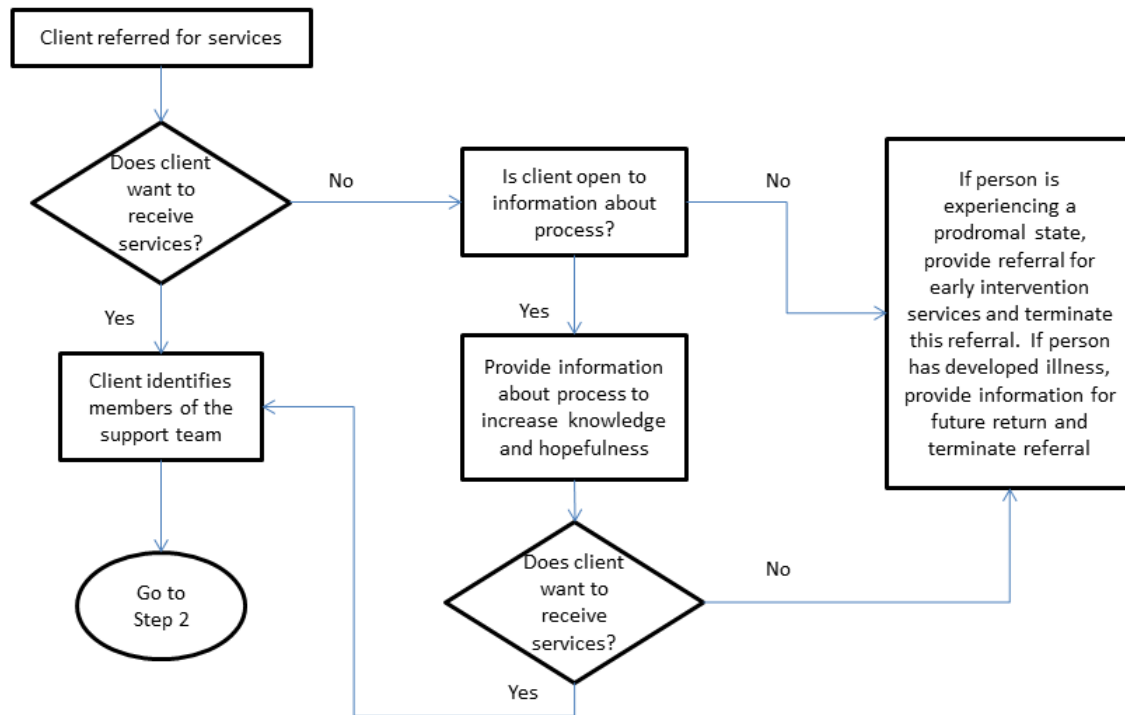 Client referred for services
Does client
want to
receive
services?
No
Is client open to
information about
process?
No
If person is
experiencing a
prodromal state,
provide referral for
early intervention
services and terminate
this referral.  If person
has developed illness,
provide information for
future return and
terminate referral
Yes
Yes
Client identifies
members of the
support team
Provide information
about process to
increase knowledge
and hopefulness
Go to
Step 2
Does client
want to
receive
services?
No
Yes